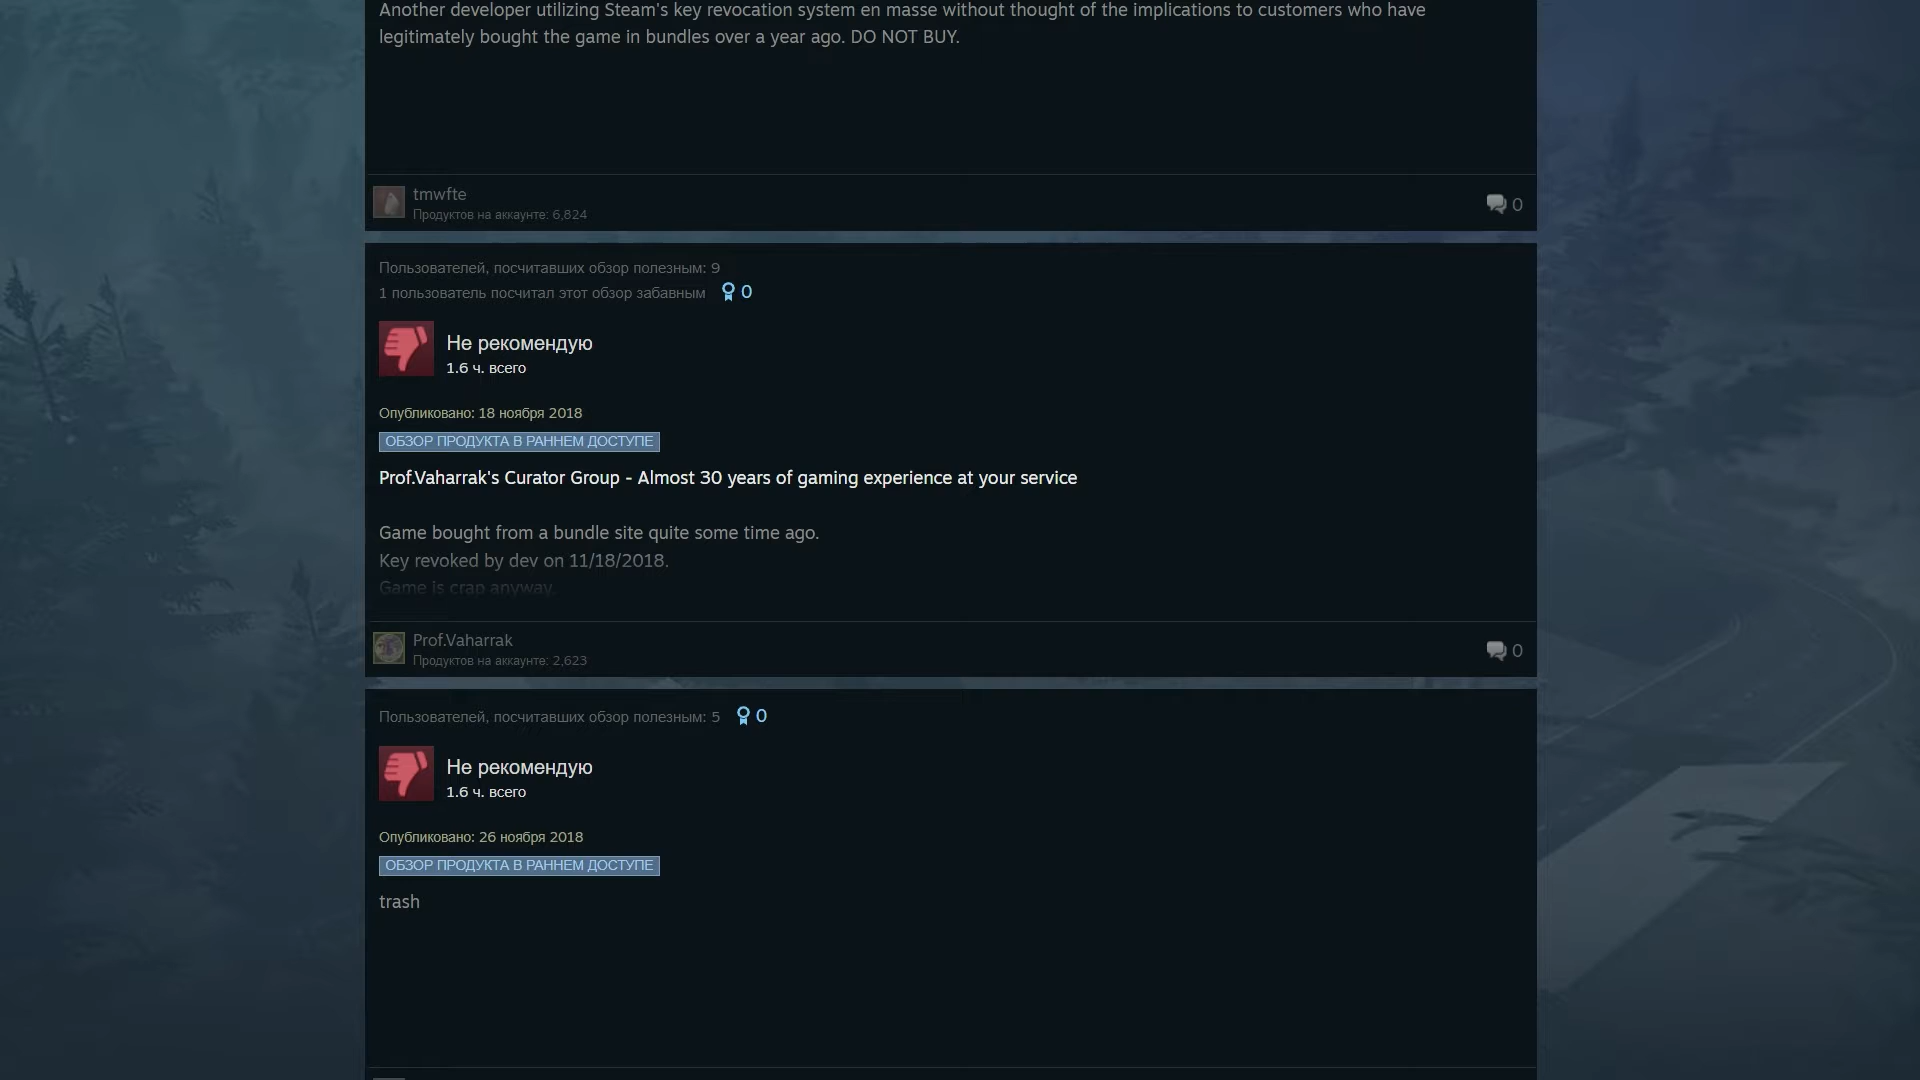 Another developer utilizing Steam's key revocation system en masse without thought of the implications to customers who have
legitimately bought the game in bundles over a year ago. DO NOT BUY.
tmwfte
Продуктов на аккаунте: 6,824
0
Пользователей, посчитавших обзор полезным: 9
1 пользователь посчитал этот обзор забавным 0
Не рекомендую
1.6 ч. всего
Опубликовано: 18 ноября 2018
ОБЗОР ПРОДУКТА В РАННЕМ ДОСТУПЕ
Prof.Vaharrak's Curator Group - Almost 30 years of gaming experience at your service
Game bought from a bundle site quite some time ago.
Key revoked by dev on 11/18/2018.
Game is crap anyway.
Prof.Vaharrak
Продуктов на аккаунте: 2,623
0
Пользователей, посчитавших обзор полезным: 5 0
Не рекомендую
1.6 ч. всего
Опубликовано: 26 ноября 2018
ОБЗОР ПРОДУКТА В РАННЕМ ДОСТУПЕ
trash